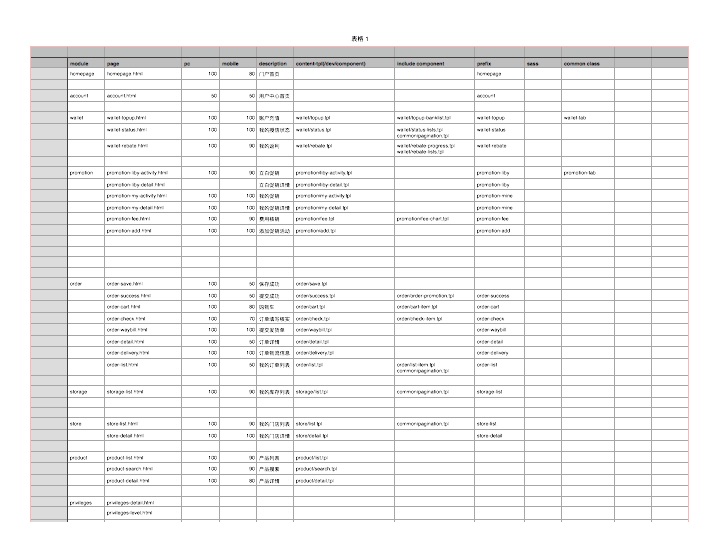 表格 1
module page pc mobile description content-tpl(/dev/component) include component prefix sass common class
homepage homepage.html 100 80 门户首页 homepage
account account.html 50 50 用户中心首页 account
wallet wallet-topup.html 100 100 账户充值 wallet/topup.tpl wallet/topup-banklist.tpl wallet-topup wallet-tab
wallet-status.html 100 100 我的赊销状态 wallet/status.tpl wallet/status-lists.tpl wallet-status
common/pagination.tpl
wallet-rebate.html 100 90 我的返利 wallet/rebate.tpl wallet/rebate-progress.tpl wallet-rebate
wallet/rebate-lists.tpl
promotion promotion-liby-activity.html 100 90 立白促销 promotion/liby-activity.tpl promotion-liby promotion-tab
promotion-liby-detail.html 立白促销详情 promotion/liby-detail.tpl promotion-liby
promotion-my-activity.html 100 100 我的促销 promotion/my-activity.tpl promotion-mine
promotion-my-detail.html 100 100 我的促销详情 promotion/my-detail.tpl promotion-mine
promotion-fee.html 100 90 费用核销 promotion/fee.tpl promotion/fee-chart.tpl promotion-fee
promotion-add.html 100 100 添加促销活动 promotion/add.tpl promotion-add
order order-save.html 100 50 保存成功 order/save.tpl
order-success.html 100 50 提交成功 order/success.tpl order/order-promotion.tpl order-success
order-cart.html 100 80 购物车 order/cart.tpl order/cart-item.tpl order-cart
order-check.html 100 70 订单填写核实 order/check.tpl order/check-item.tpl order-check
order-waybill.html 100 100 提交发货单 order/waybill.tpl order-waybill
order-detail.html 100 50 订单详情 order/detail.tpl order-detail
order-delivery.html 100 100 订单物流信息 order/delivery.tpl order-delivery
order-list.html 100 50 我的订单列表 order/list.tpl order/list-item.tpl order-list
common/pagination.tpl
storage storage-list.html 100 90 我的库存列表 storage/list.tpl common/pagination.tpl storage-list
store store-list.html 100 90 我的门店列表 store/list.tpl common/pagination.tpl store-list
store-detail.html 100 100 我的门店详情 store/detail.tpl store-detail
product product-list.html 100 90 产品列表 product/list.tpl
product-search.html 100 90 产品搜索 product/search.tpl
product-detail.html 100 80 产品详情 product/detail.tpl
privileges privileges-detail.html
privileges-level.html